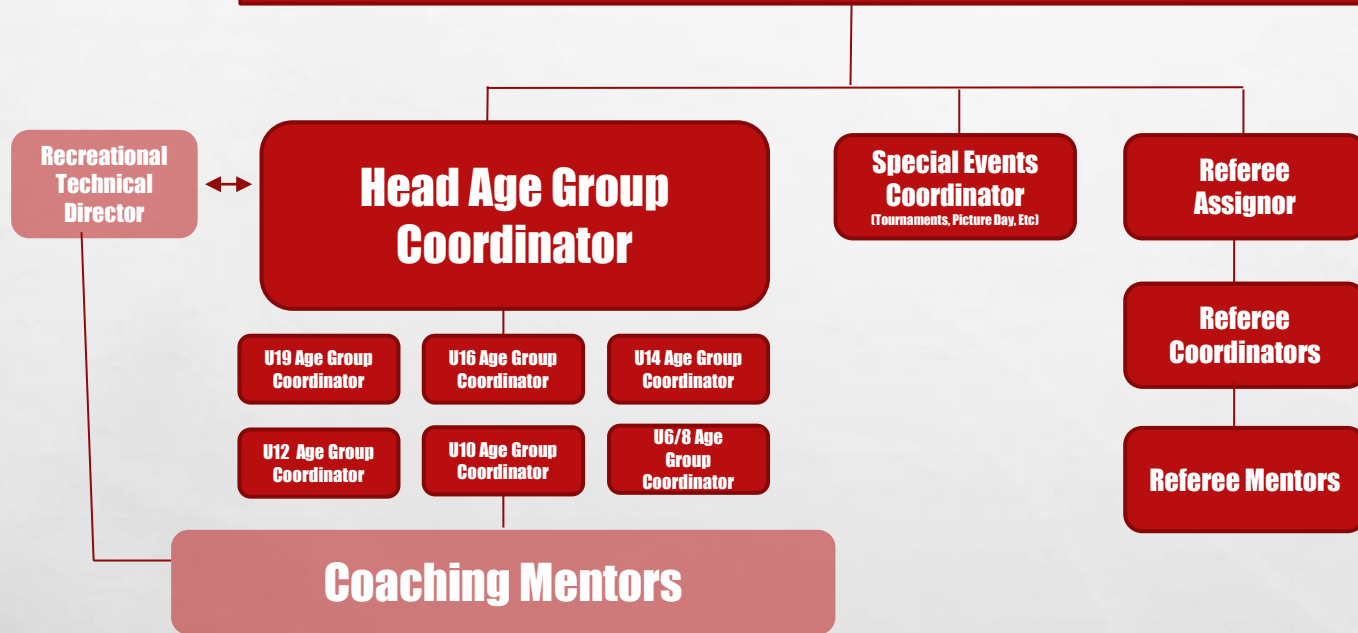 Recreational
Technical
Director
Head Age Group
Coordinator
Special Events
Coordinator
(Tournaments, Picture Day, Etc)
Referee
Assignor
U19 Age Group
Coordinator
U16 Age Group
Coordinator
U14 Age Group
Coordinator
Referee
Coordinators
U12 Age Group
Coordinator
U10 Age Group
Coordinator
U6/8 Age
Group
Coordinator
Referee Mentors
Coaching Mentors